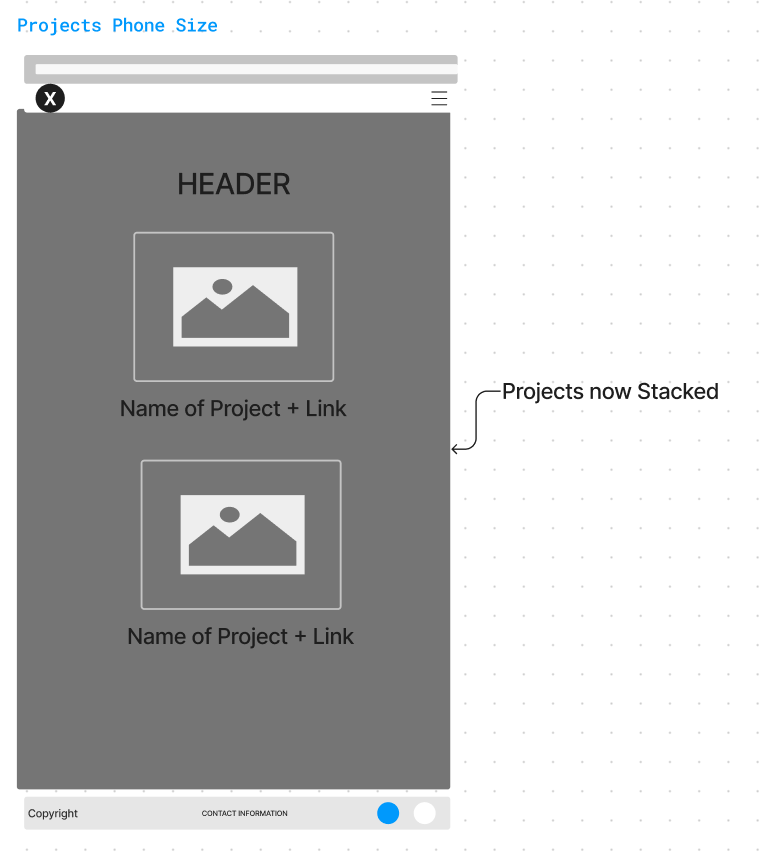 Projects Phone Size
X
HEADER
Name of Project + Link
Projects now Stacked
Name of Project + Link
Copyright
CONTACT INFORMATION